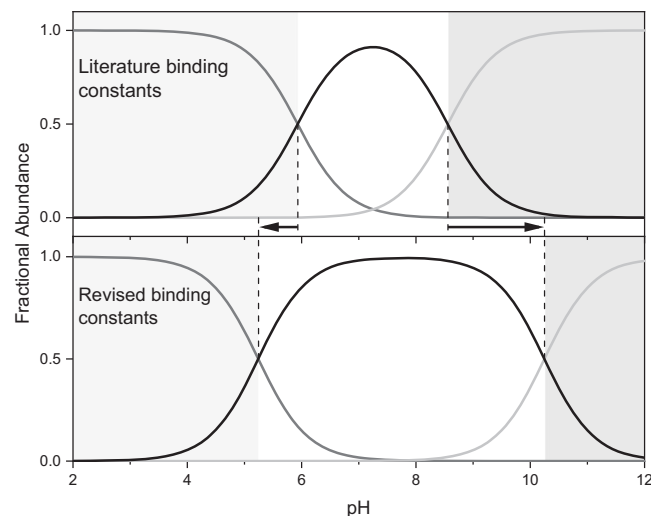 1.0
Literature binding
constants
0.5
0.0
1.0
Revised binding
constants
0.5
0.0
2
4
6
8
10
12
pH
Fractional Abundance